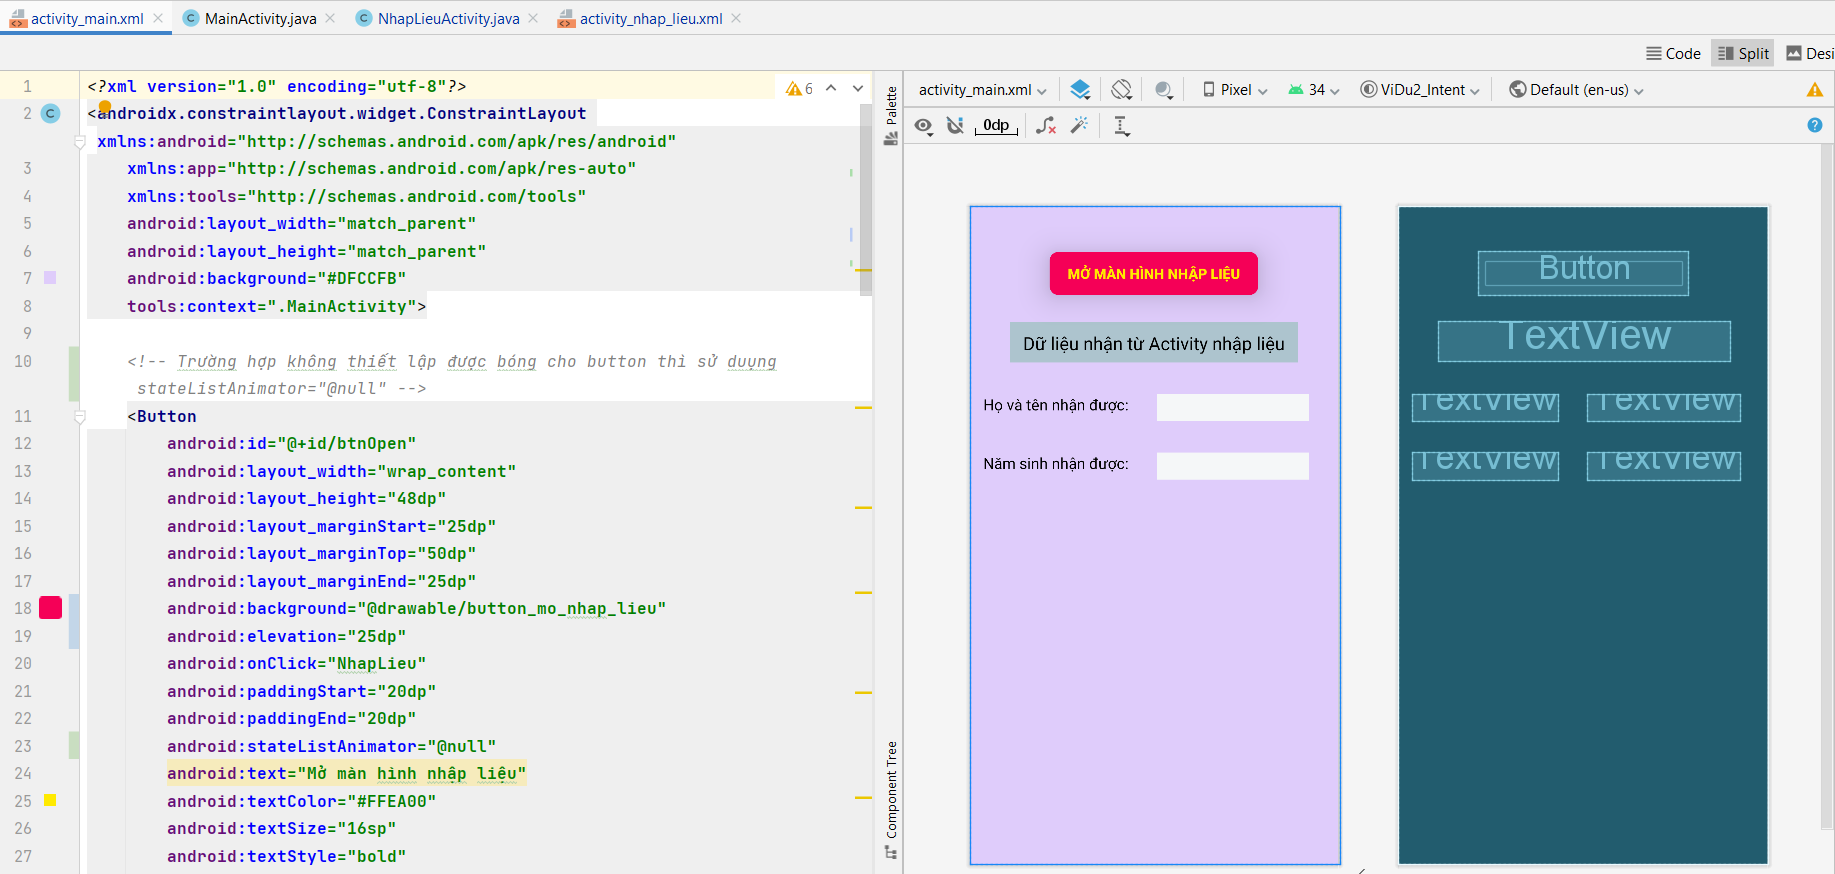 activity_main.xml
MainActivity.java
NhapLieuActivity.java
activity_nhap_lieu.xml
Code
Split
Desi
1 <?xml version="1.0" encoding="utf-8"?>
6
2 <androidx.constraintlayout.widget.ConstraintLayout
xmlns:android="http://schemas.android.com/apk/res/android"
3 xmlns:app="http://schemas.android.com/apk/res-auto"
4 xmlns:tools="http://schemas.android.com/tools"
5 android:layout_width="match_parent"
6 android:layout_height="match_parent"
7 android:background="#DFCCFB"
8 tools:context=".MainActivity">
9
10 <!-- Trường hợp không thiết lập được bóng cho button thì sử duụng
stateListAnimator="@null" -->
11 <Button
12 android:id="@+id/btnOpen"
13 android:layout_width="wrap_content"
14 android:layout_height="48dp"
15 android:layout_marginStart="25dp"
16 android:layout_marginTop="50dp"
17 android:layout_marginEnd="25dp"
18 android:background="@drawable/button_mo_nhap_lieu"
19 android:elevation="25dp"
20 android:onClick="NhapLieu"
21 android:paddingStart="20dp"
22 android:paddingEnd="20dp"
23 android:stateListAnimator="@null"
24 android:text="Mở màn hình nhập liệu"
25 android:textColor="#FFEA00"
26 android:textSize="16sp"
27 android:textStyle="bold"
Palette
Component Tree
activity_main.xml
Pixel
34
ViDu2_Intent
Default (en-us)
0dp
MỞ MÀN HÌNH NHẬP LIỆU
Dữ liệu nhận từ Activity nhập liệu
Họ và tên nhận được:
Năm sinh nhận được:
Button
TextView
TextView TextView
TextView TextView